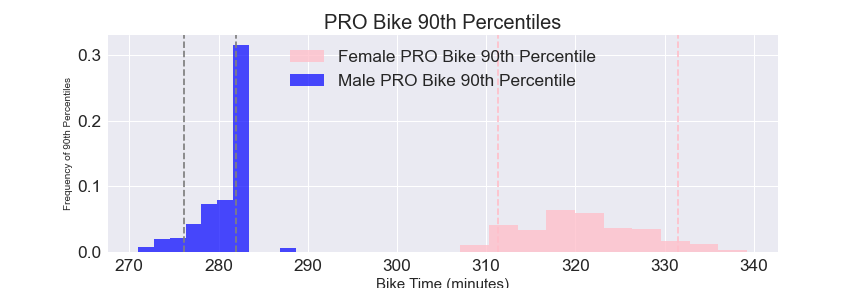 PRO Bike 90th Percentiles
Female PRO Bike 90th Percentile
Male PRO Bike 90th Percentile
Frequency of 90th Percentiles
0.3
0.2
0.1
0.0
270 280 290 300 310 320 330 340
Bike Time (minutes)